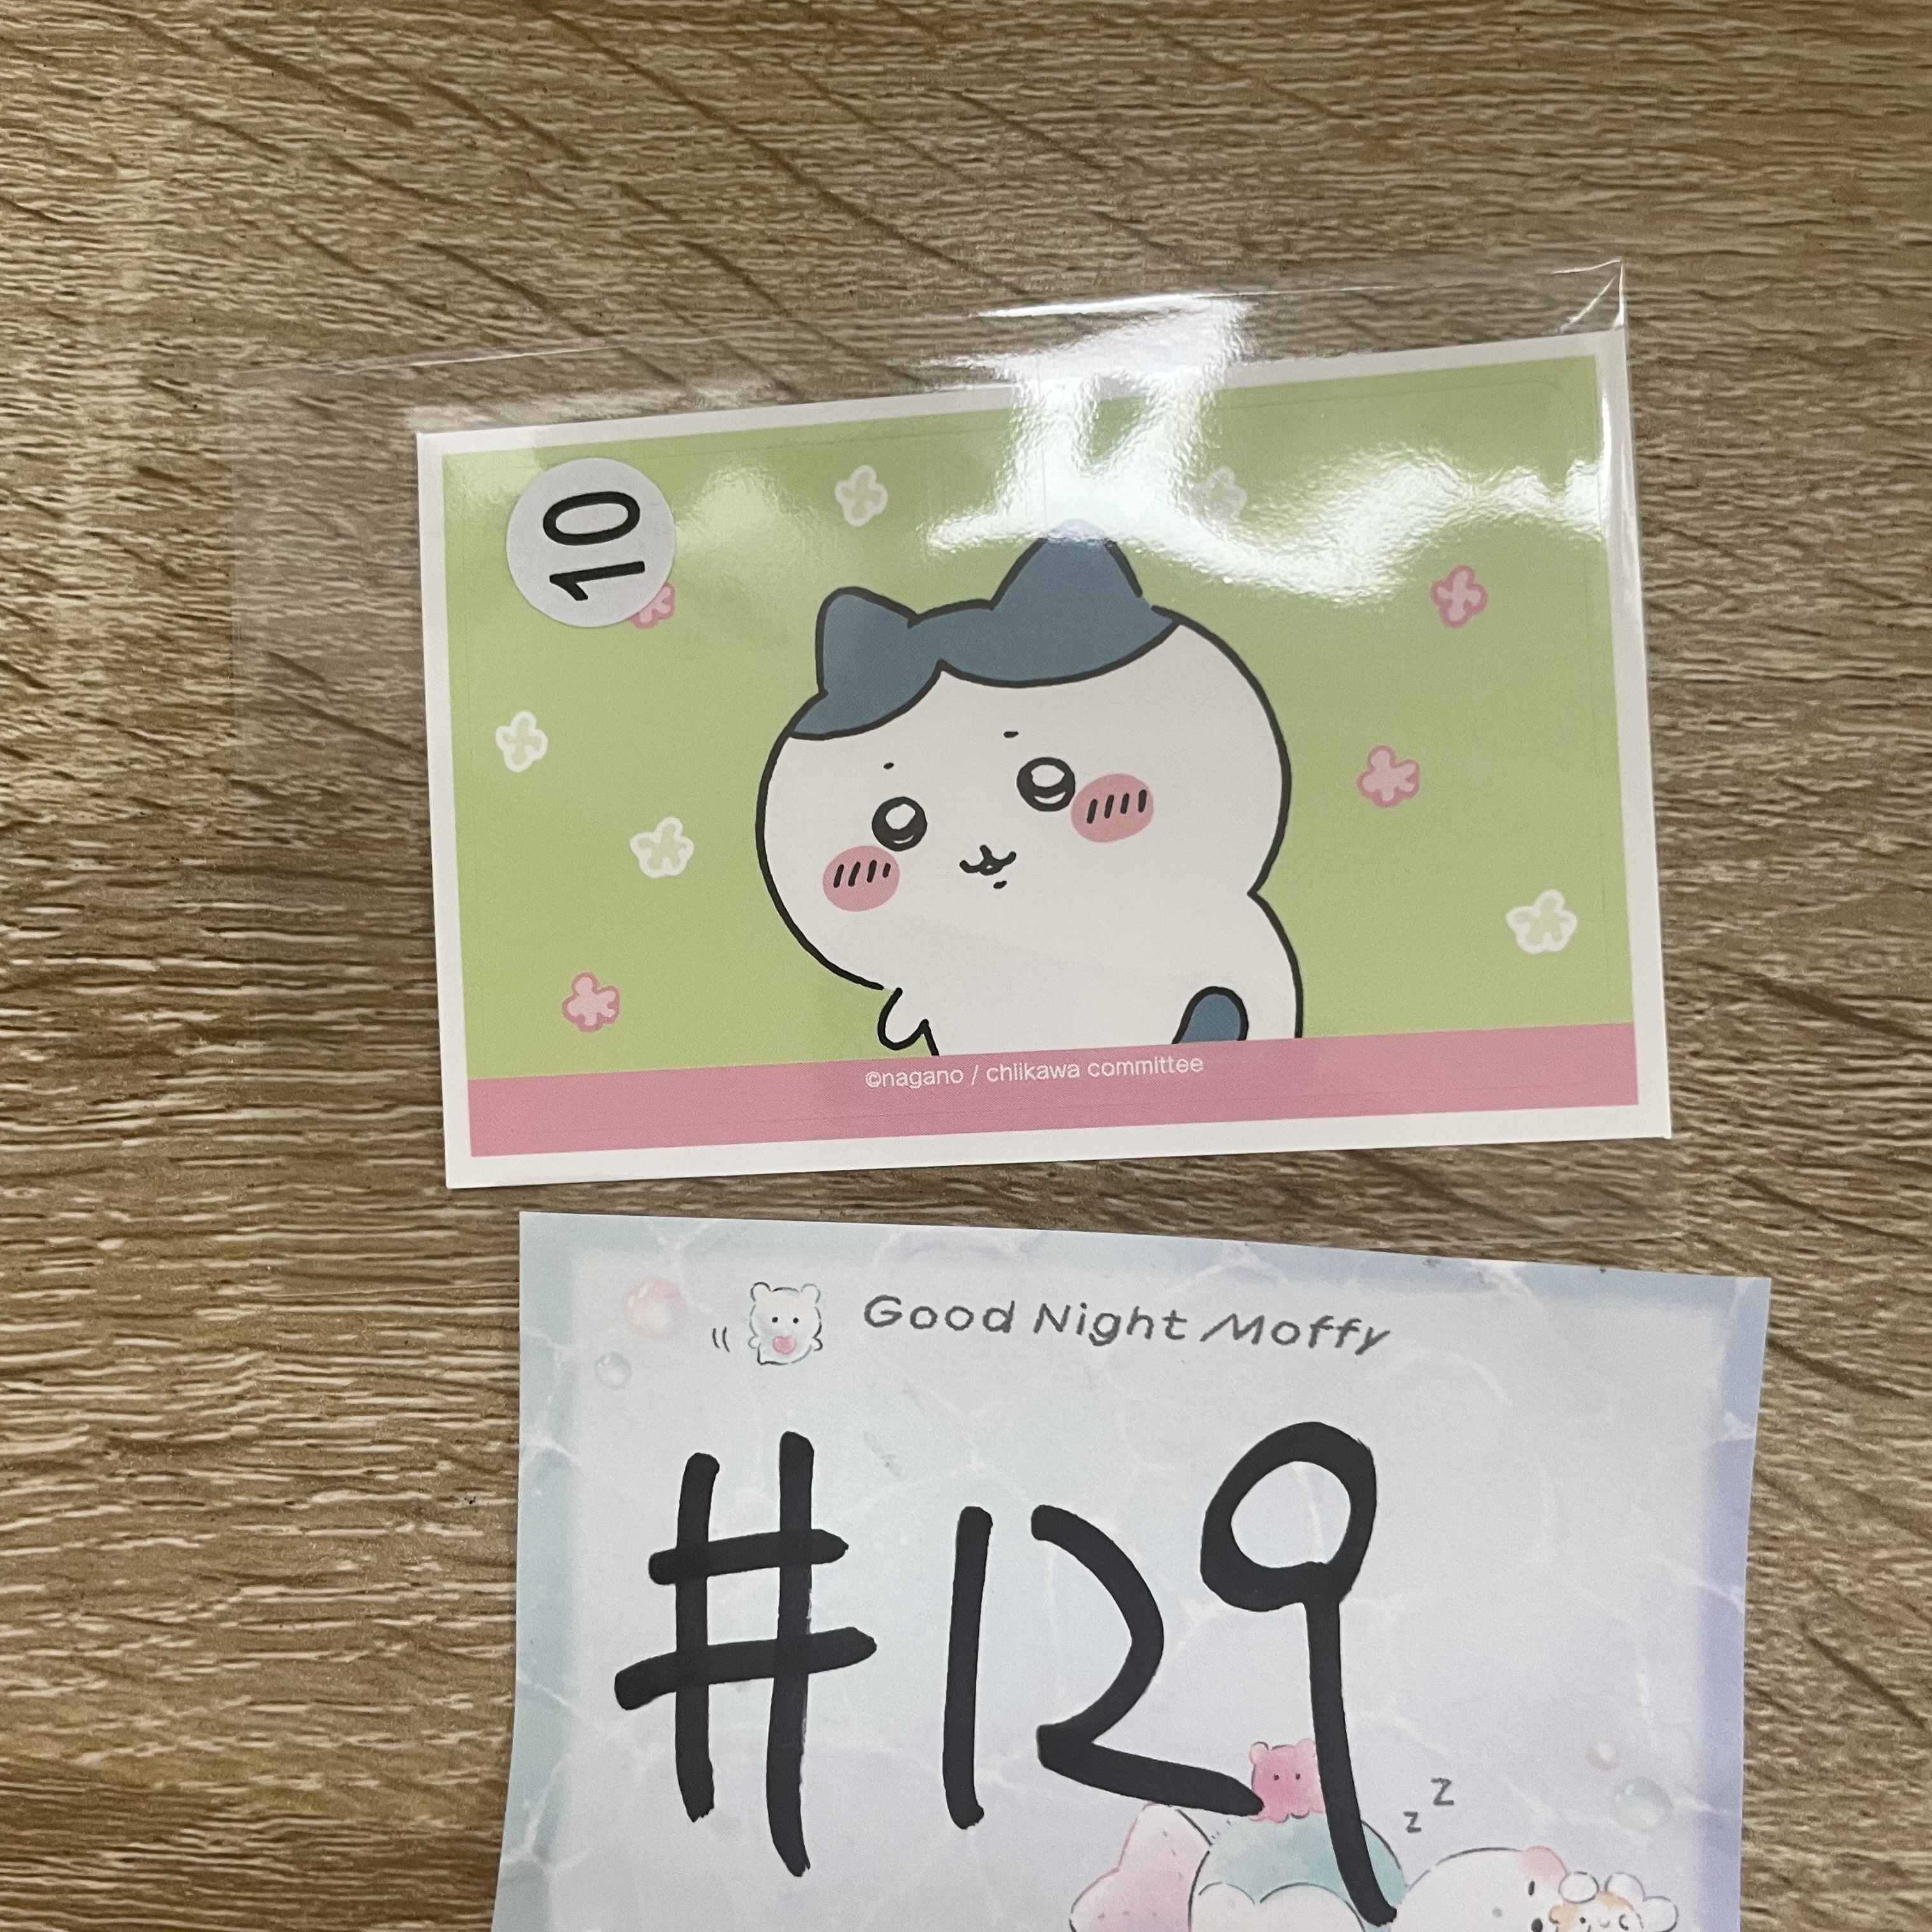 10
©nagano / chiikawa committee
Good Night Moffy
#129
z
z